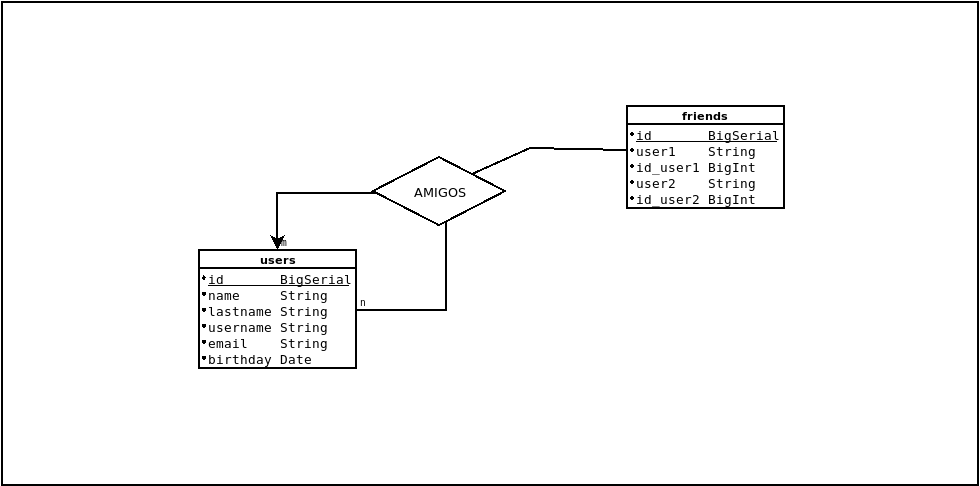 friends
id BigSerial
user1 String
id_user1 BigInt
user2 String
id_user2 BigInt
AMIGOS
m
users
id BigSerial
name String
n
lastname String
username String
email String
birthday Date